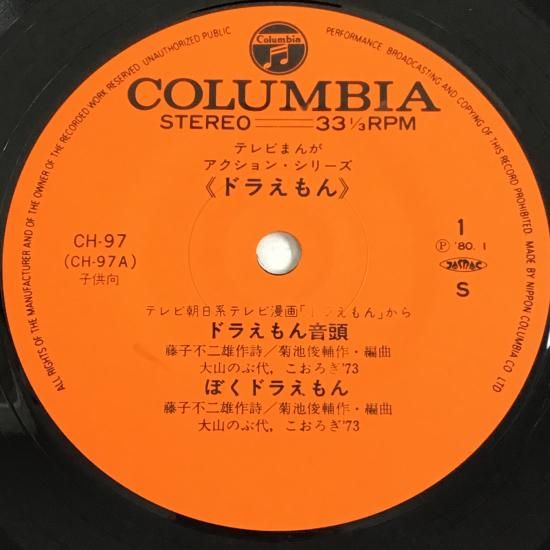 ALL RIGHTS OF THE MANUFACTURER AND OF THE OWNER OF THE RECORDED WORK RESERVED. UNAUTHORIZED PUBLIC PERFORMANCE, BROADCASTING AND COPYING OF THIS RECORD PROHIBITED.
MADE BY NIPPON COLUMBIA CO., LTD
Columbia
COLUMBIA
STEREO 33 1/3 RPM
テレビまんが
アクション・シリーズ
《ドラえもん》
CH-97
(CH-97A)
子供向
1
Ⓟ '80. 1
JASRAC
S
テレビ朝日系テレビ漫画「ドラえもん」から
ドラえもん音頭
藤子不二雄作詩／菊池俊輔作・編曲
大山のぶ代, こおろぎ'73
ぼくドラえもん
藤子不二雄作詩／菊池俊輔作・編曲
大山のぶ代, こおろぎ'73